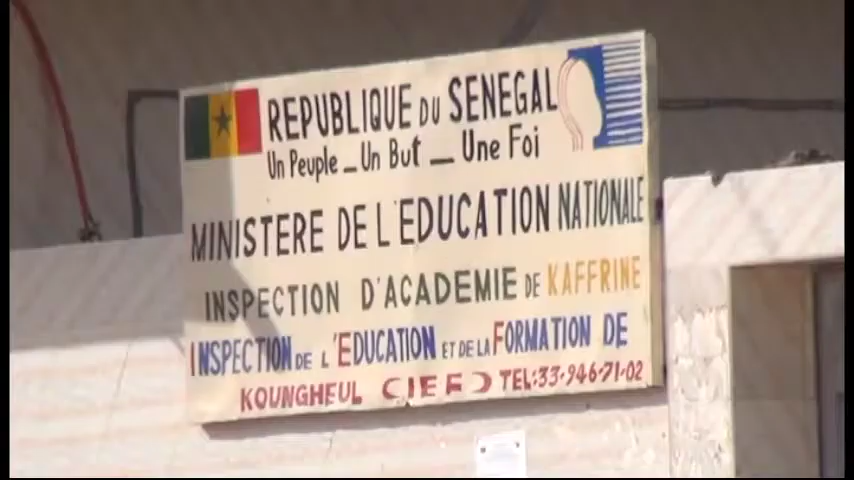 REPUBLIQUE DU SENEGAL
Un Peuple _ Un But _ Une Foi
MINISTERE DE L'EDUCATION NATIONALE
INSPECTION D'ACADEMIE DE KAFFRINE
INSPECTION DE L'EDUCATION ET DE LA FORMATION DE
KOUNGHEUL (IEF) TEL:33-946-71-02